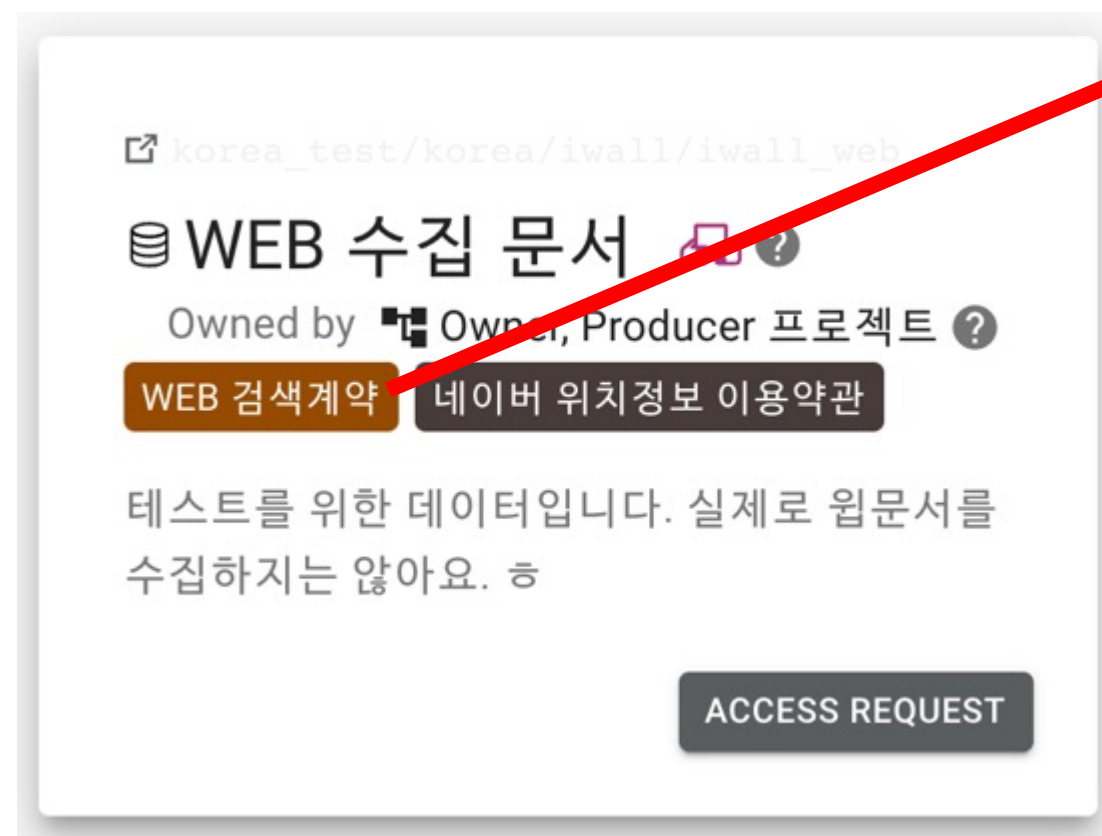 korea_test/korea/iwall/iwall_web
WEB 수집 문서
Owned by Owner, Producer 프로젝트
WEB 검색계약 네이버 위치정보 이용약관
테스트를 위한 데이터입니다. 실제로 윕문서를
수집하지는 않아요. ㅎ
ACCESS REQUEST